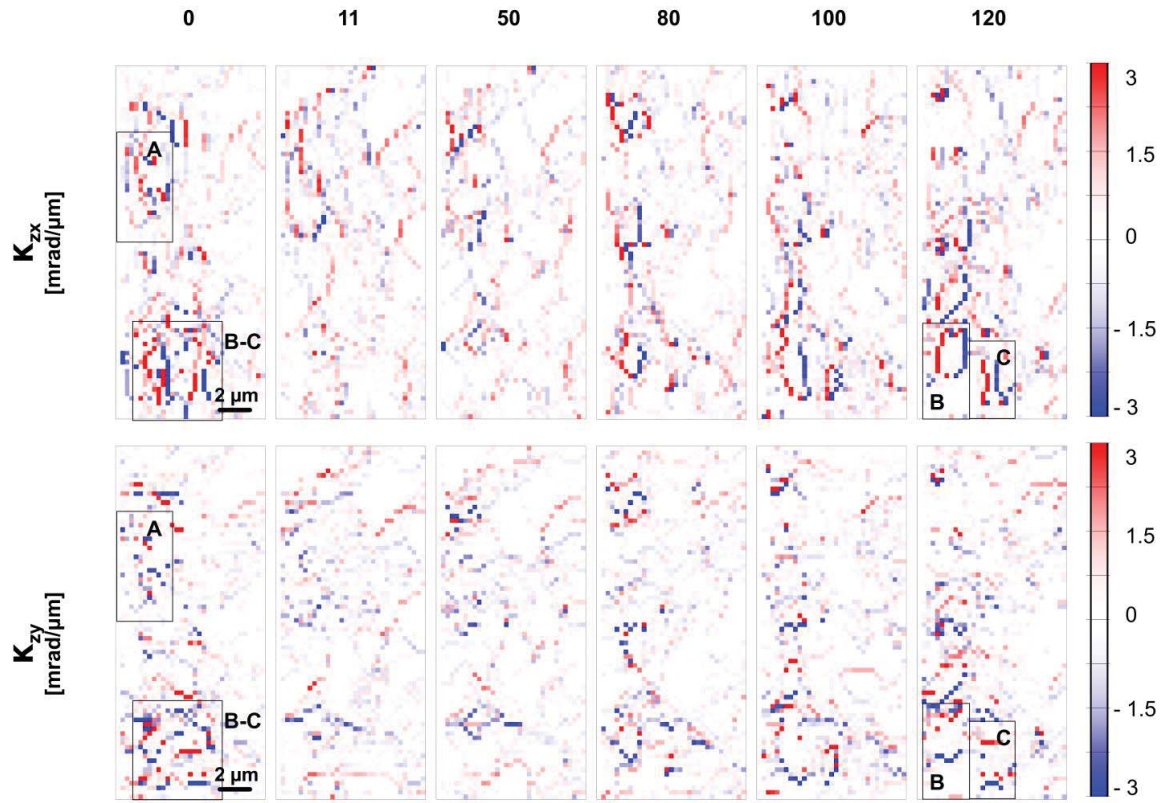 0 11 50 80 100 120
K_zx
[mrad/µm]
A
B-C
2 µm
B
C
3
1.5
0
- 1.5
- 3
K_zy
[mrad/µm]
A
B-C
2 µm
B
C
3
1.5
0
- 1.5
- 3